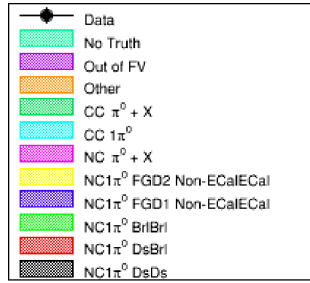 Data
No Truth
Out of FV
Other
CC π⁰ + X
CC 1π⁰
NC π⁰ + X
NC1π⁰ FGD2 Non-ECalECal
NC1π⁰ FGD1 Non-ECalECal
NC1π⁰ BrlBrl
NC1π⁰ DsBrl
NC1π⁰ DsDs